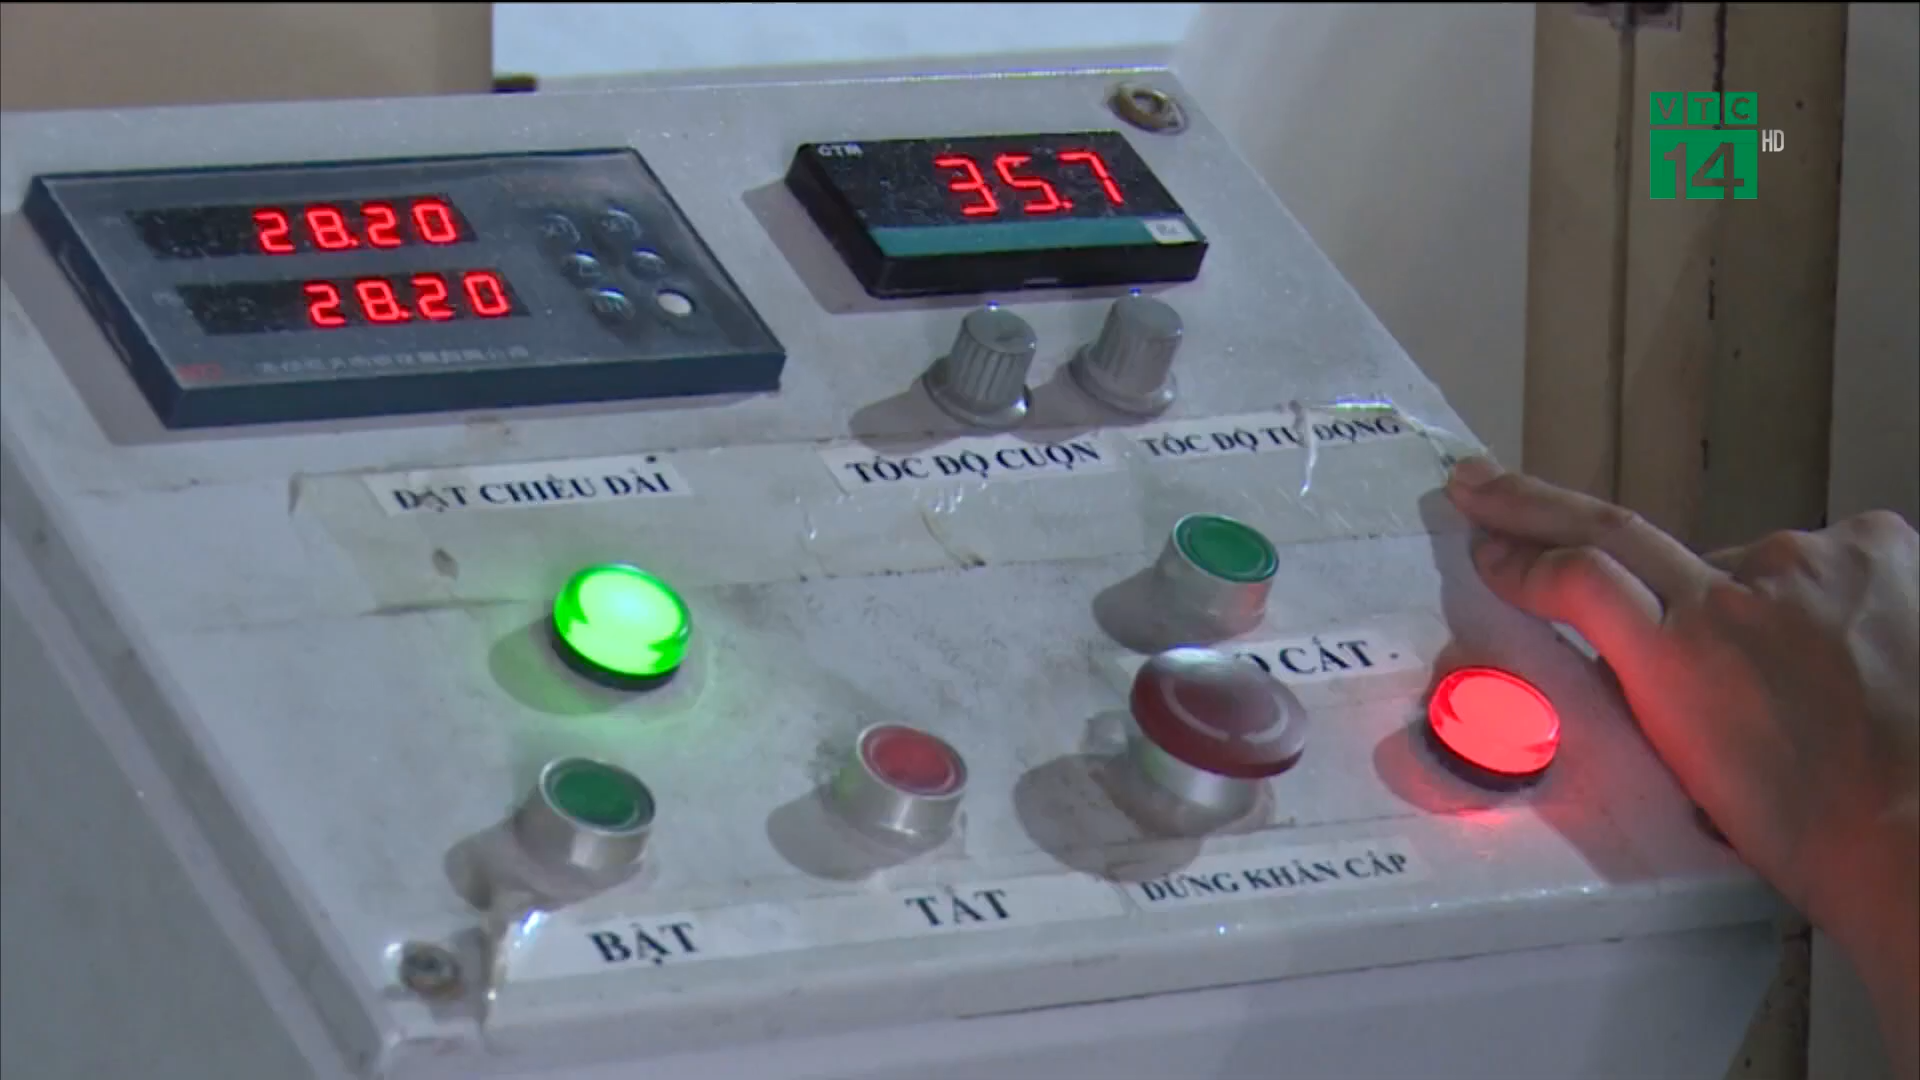 VTC
14 HD
CTM
35.7
28.20
28.20
ĐẶT CHIỀU DÀI
TỐC ĐỘ CUỘN
TỐC ĐỘ TỰ ĐỘNG
CẮT
DỪNG KHẨN CẤP
TẮT
BẬT